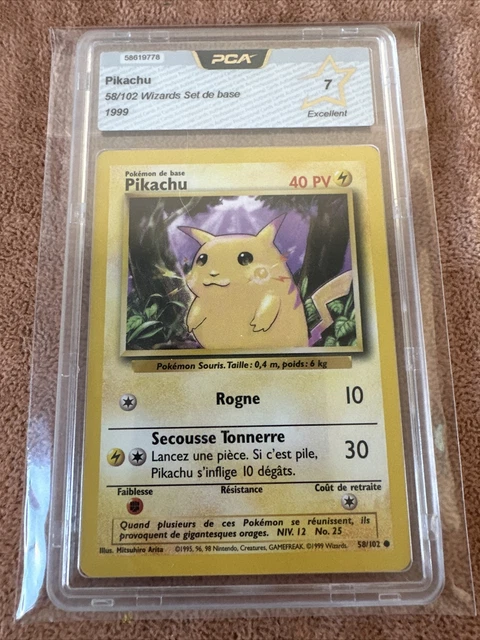 58619778
PCA
Pikachu
58/102 Wizards Set de base
1999
7
Excellent
Pokémon de base
Pikachu
40 PV
Pokémon Souris. Taille : 0,4 m, poids : 6 kg
Rogne 10
Secousse Tonnerre
Lancez une pièce. Si c'est pile,
Pikachu s'inflige 10 dégâts.
30
Faiblesse Résistance Coût de retraite
Quand plusieurs de ces Pokémon se réunissent, ils
provoquent de gigantesques orages. NIV. 12 No. 25
Illus. Mitsuhiro Arita ©1995, 96, 98 Nintendo, Creatures, GAMEFREAK. ©1999 Wizards. 58/102